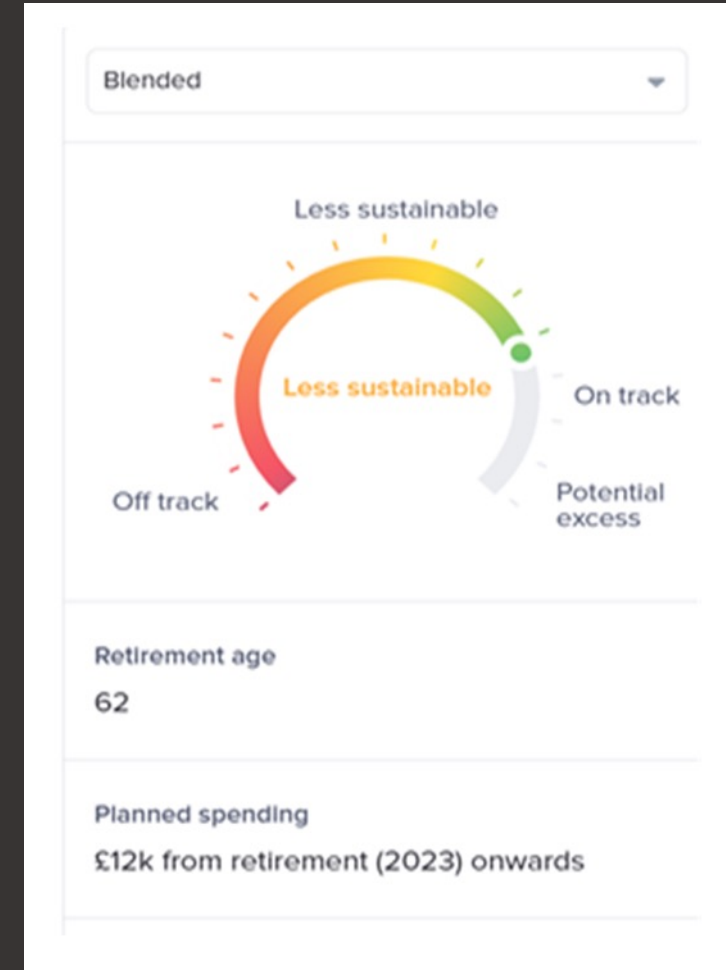 Blended
Less sustainable
Less sustainable
On track
Off track
Potential
excess
Retirement age
62
Planned spending
£12k from retirement (2023) onwards